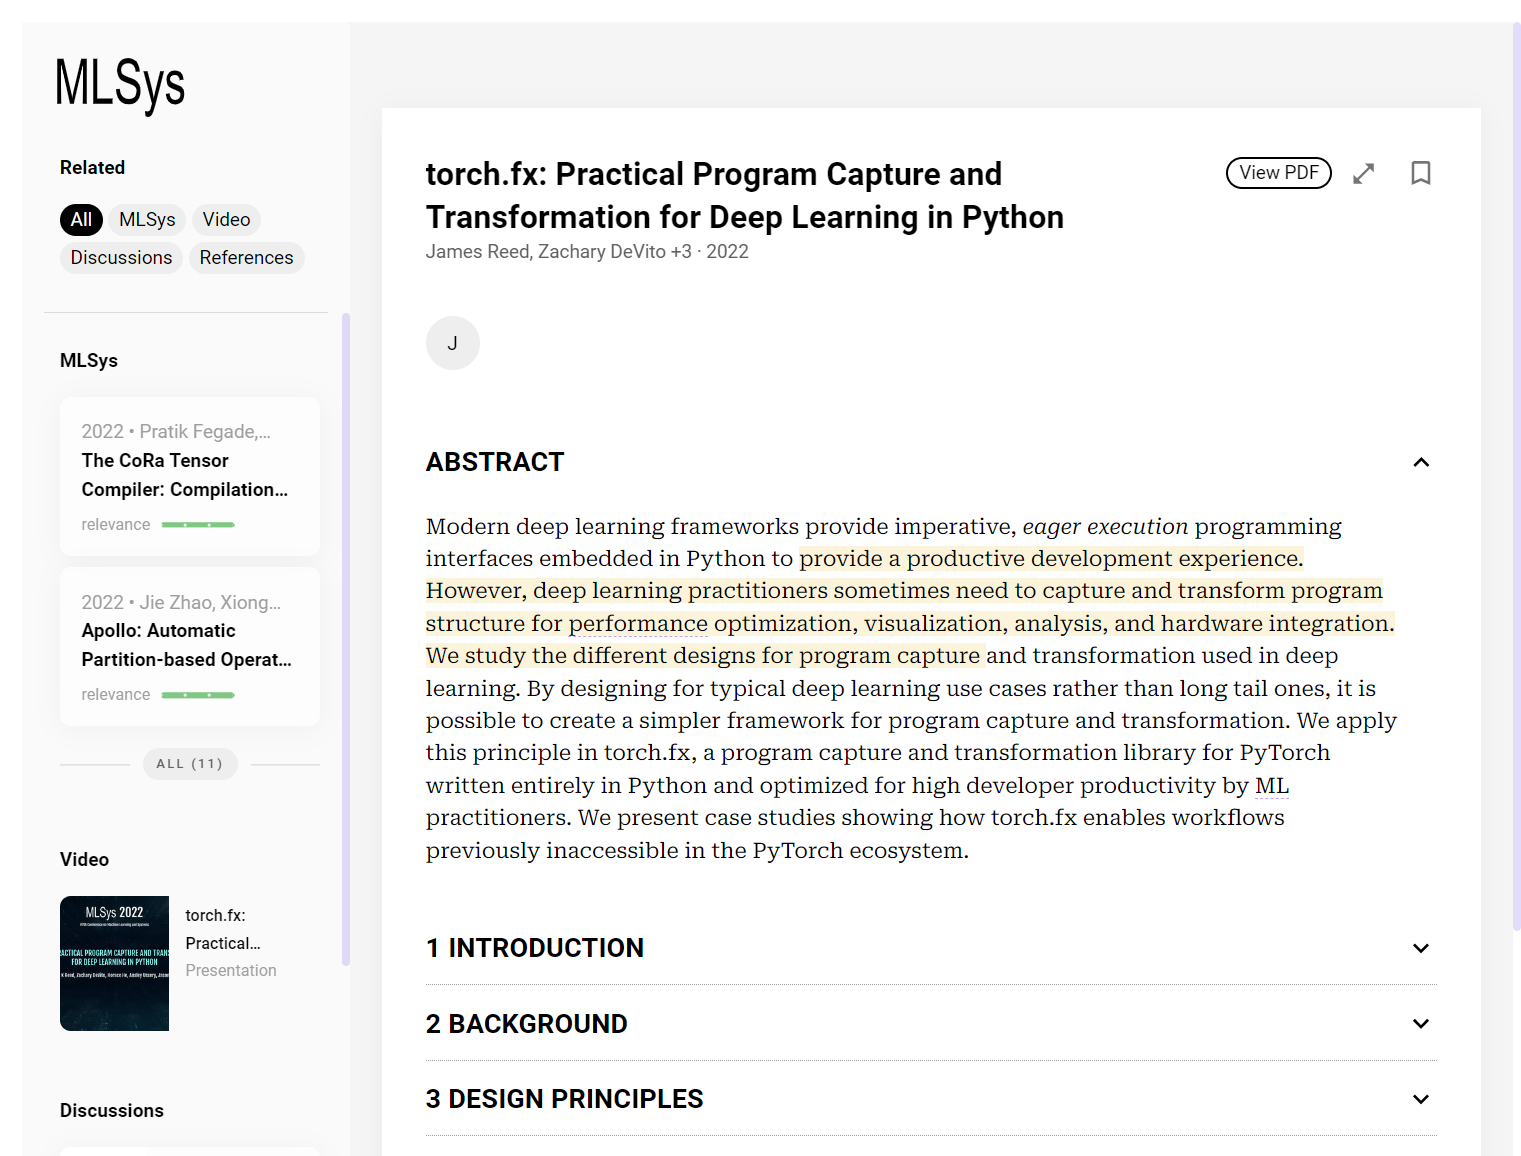 MLSys
Related
All
MLSys
Video
Discussions
References
MLSys
2022 • Pratik Fegade,...
The CoRa Tensor
Compiler: Compilation...
relevance
2022 • Jie Zhao, Xiong...
Apollo: Automatic
Partition-based Operat...
relevance
ALL (11)
Video
MLSys 2022
PRACTICAL PROGRAM CAPTURE AND TRANS
FOR DEEP LEARNING IN PYTHON
Reed, Zachary DeVito, Horace He, Ansley Ussery, Jason
torch.fx:
Practical...
Presentation
Discussions
torch.fx: Practical Program Capture and
Transformation for Deep Learning in Python
James Reed, Zachary DeVito +3 · 2022
View PDF
J
ABSTRACT
Modern deep learning frameworks provide imperative, eager execution programming
interfaces embedded in Python to provide a productive development experience.
However, deep learning practitioners sometimes need to capture and transform program
structure for performance optimization, visualization, analysis, and hardware integration.
We study the different designs for program capture and transformation used in deep
learning. By designing for typical deep learning use cases rather than long tail ones, it is
possible to create a simpler framework for program capture and transformation. We apply
this principle in torch.fx, a program capture and transformation library for PyTorch
written entirely in Python and optimized for high developer productivity by ML
practitioners. We present case studies showing how torch.fx enables workflows
previously inaccessible in the PyTorch ecosystem.
1 INTRODUCTION
2 BACKGROUND
3 DESIGN PRINCIPLES